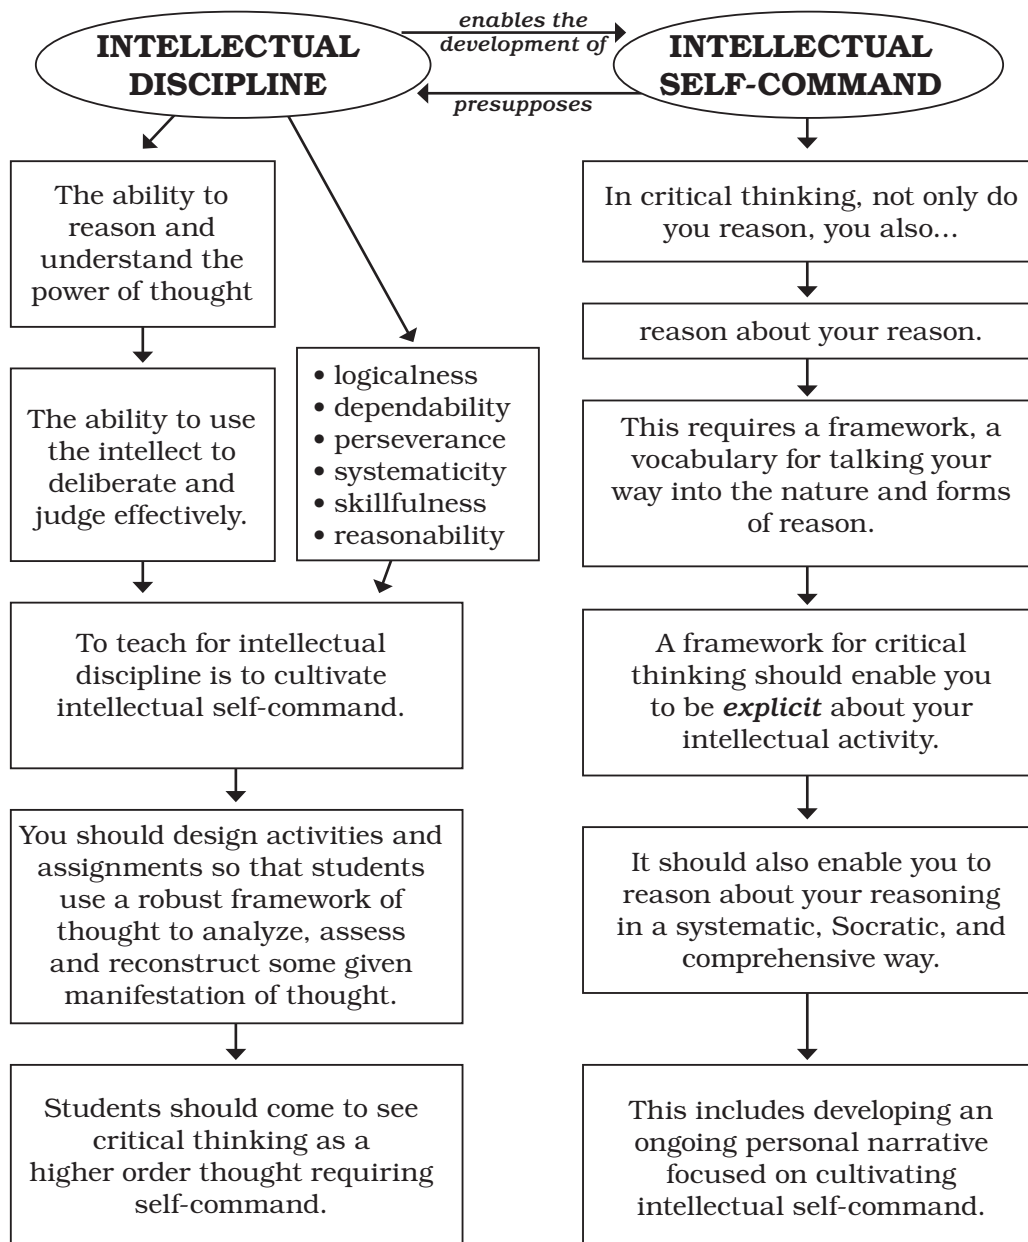 INTELLECTUAL
DISCIPLINE
enables the
development of
presupposes
INTELLECTUAL
SELF-COMMAND
The ability to
reason and
understand the
power of thought
The ability to use
the intellect to
deliberate and
judge effectively.
• logicalness
• dependability
• perseverance
• systematicity
• skillfulness
• reasonability
To teach for intellectual
discipline is to cultivate
intellectual self-command.
You should design activities and
assignments so that students
use a robust framework of
thought to analyze, assess
and reconstruct some given
manifestation of thought.
Students should come to see
critical thinking as a
higher order thought requiring
self-command.
In critical thinking, not only do
you reason, you also…
reason about your reason.
This requires a framework, a
vocabulary for talking your
way into the nature and forms
of reason.
A framework for critical
thinking should enable you
to be explicit about your
intellectual activity.
It should also enable you to
reason about your reasoning
in a systematic, Socratic, and
comprehensive way.
This includes developing an
ongoing personal narrative
focused on cultivating
intellectual self-command.